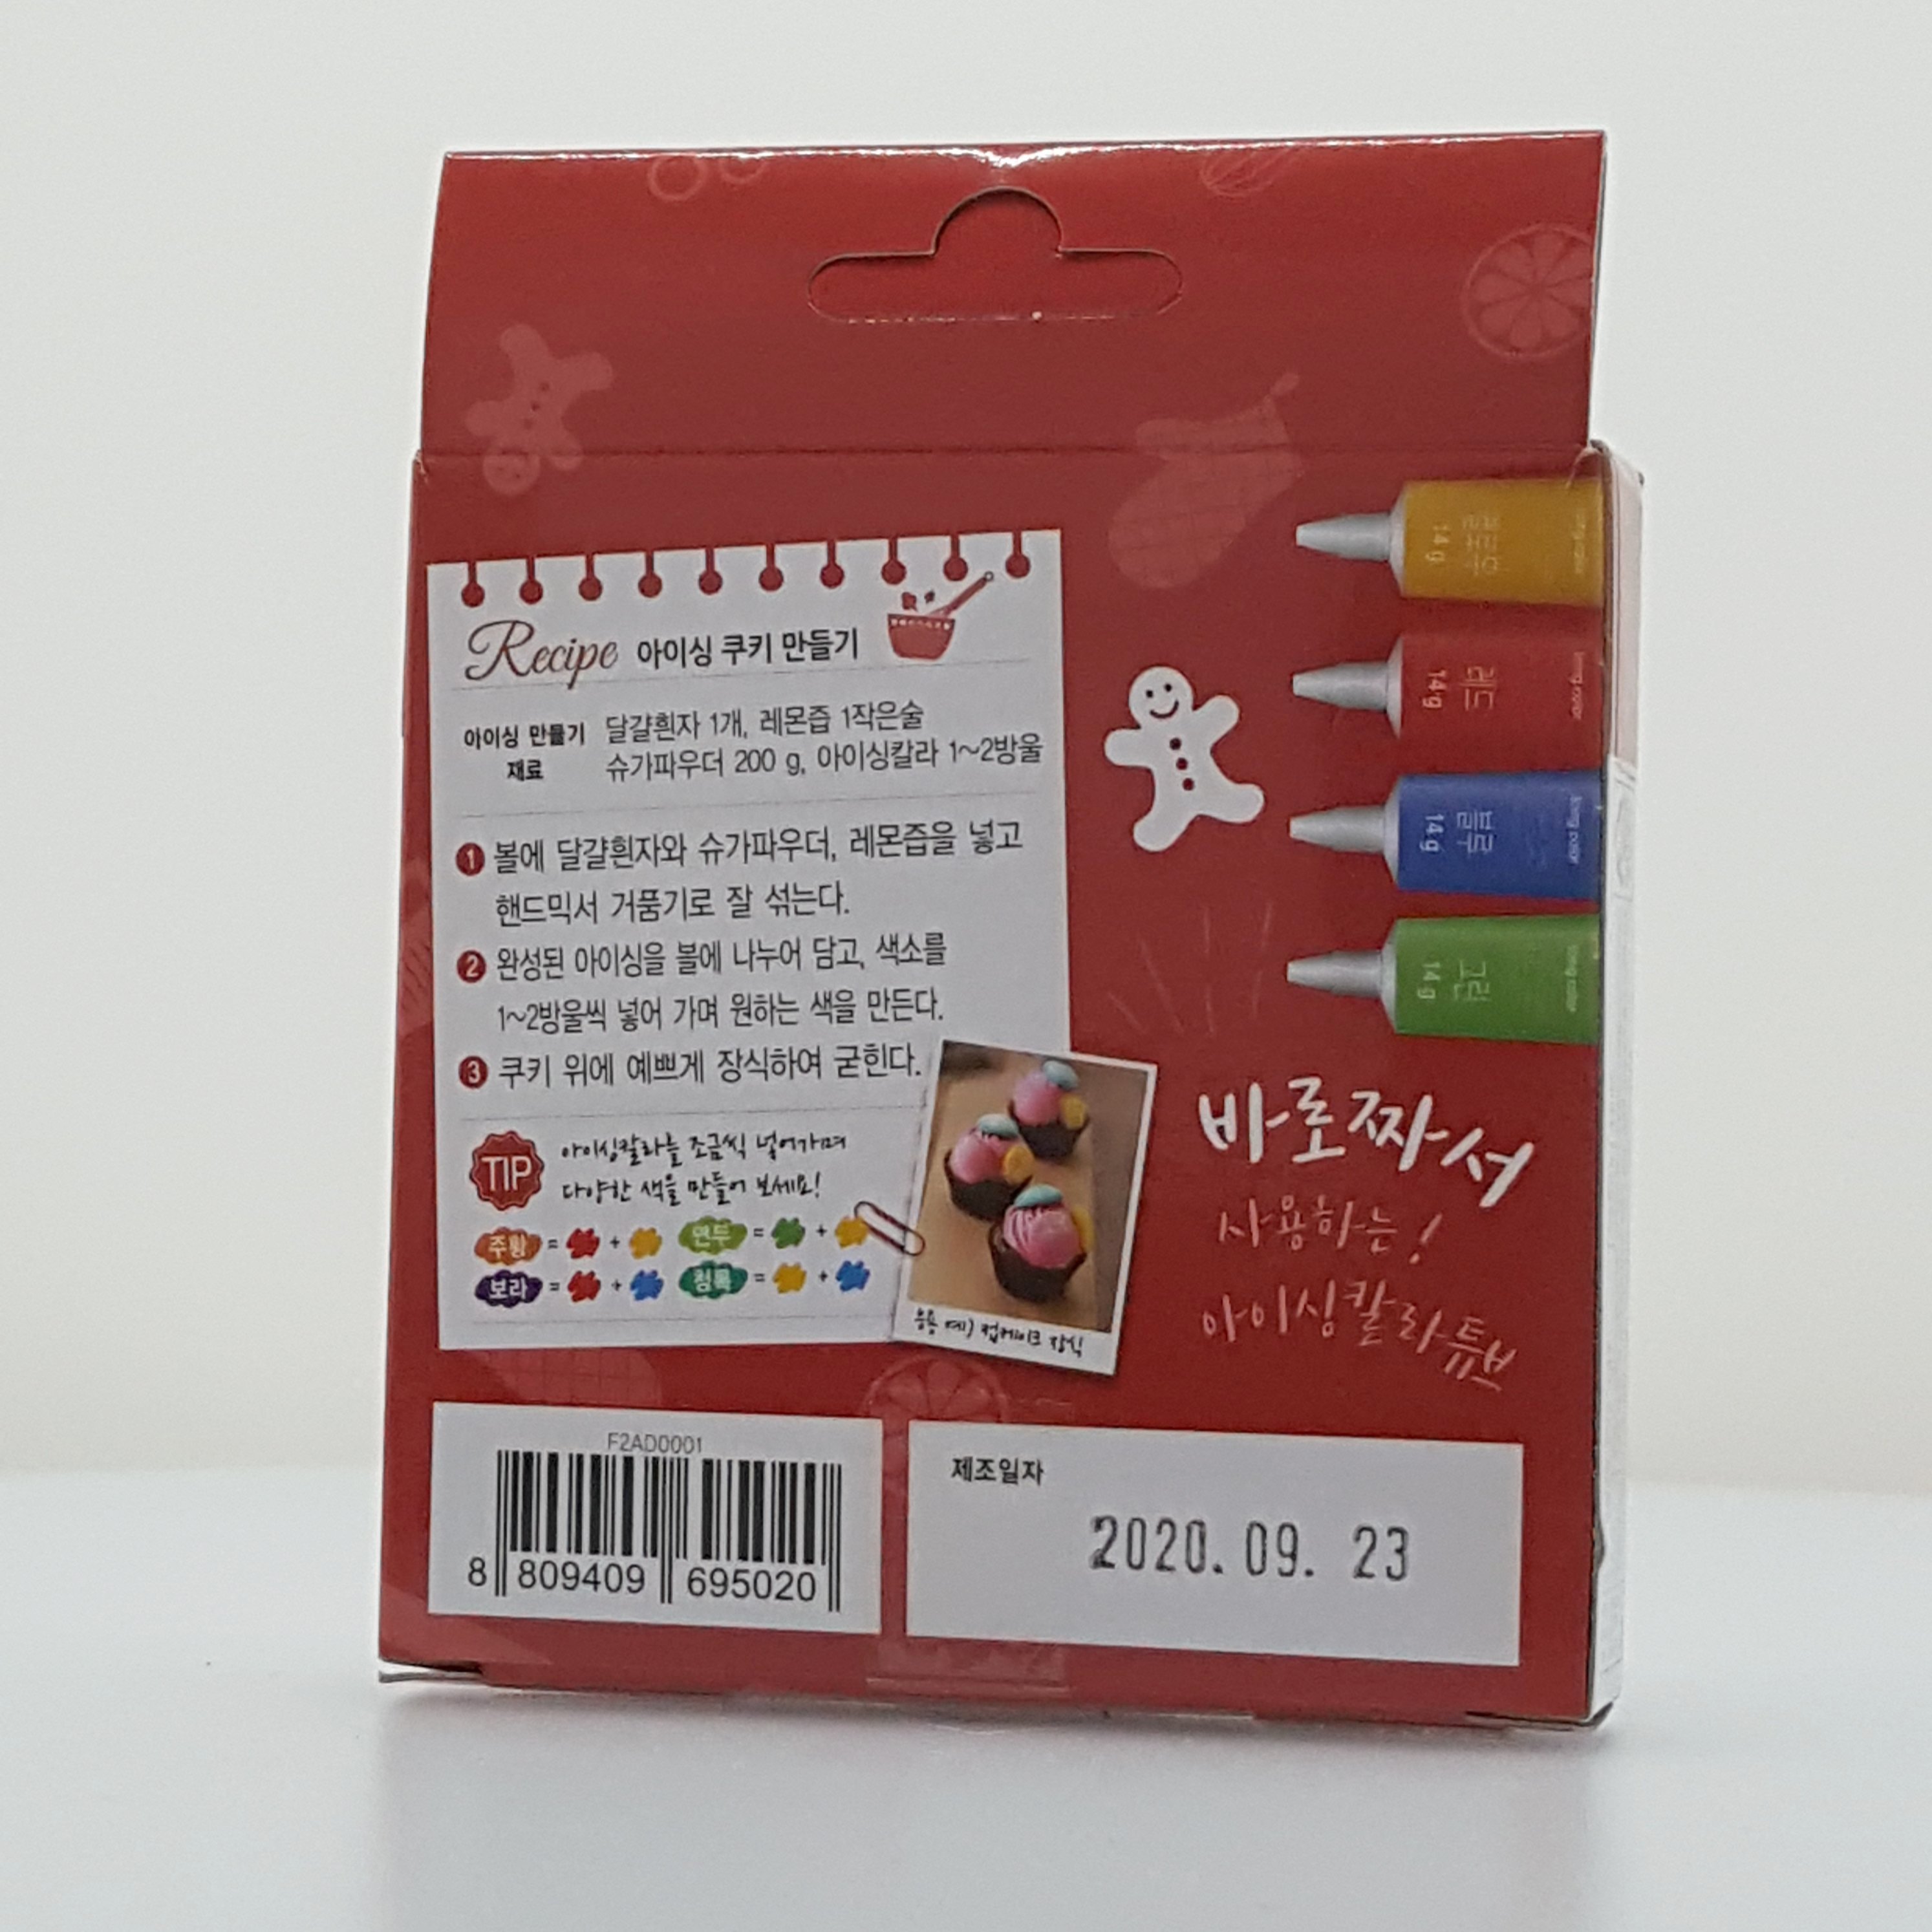 Recipe 아이싱 쿠키 만들기
아이싱 만들기 재료
달걀흰자 1개, 레몬즙 1작은술
슈가파우더 200 g, 아이싱칼라 1~2방울
1 볼에 달걀흰자와 슈가파우더, 레몬즙을 넣고
핸드믹서 거품기로 잘 섞는다.
2 완성된 아이싱을 볼에 나누어 담고, 색소를
1~2방울씩 넣어 가며 원하는 색을 만든다.
3 쿠키 위에 예쁘게 장식하여 굳힌다.
TIP
아이싱칼라를 조금씩 넣어가며
다양한 색을 만들어 보세요!
주황 = + 연두 = +
보라 = + 청록 = +
응용 예) 컵케이크 장식
옐로우
14 g
레드
14 g
icing color
블루
14 g
icing color
그린
14 g
icing color
바로 짜서
사용하는!
아이싱칼라튜브
F2AD0001
8 809409 695020
제조일자
2020. 09. 23